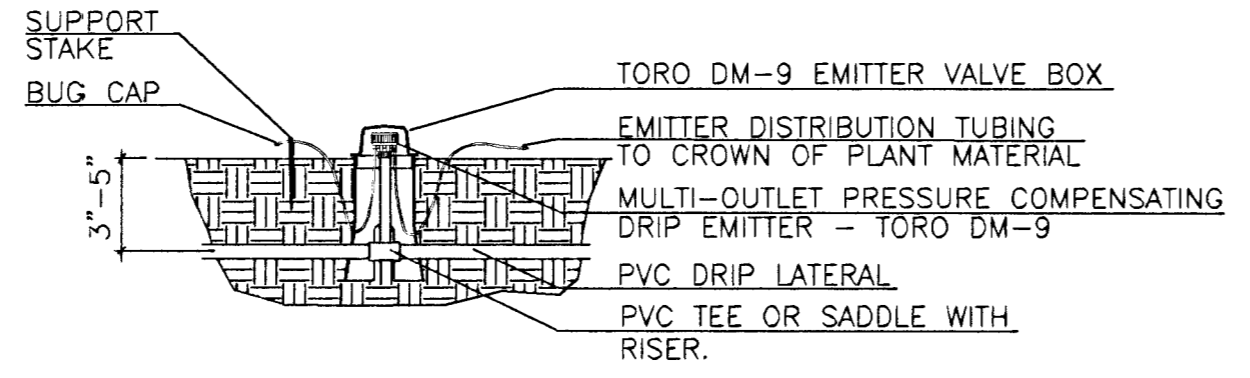 SUPPORT
STAKE
BUG CAP
3"-5"
TORO DM-9 EMITTER VALVE BOX
EMITTER DISTRIBUTION TUBING
TO CROWN OF PLANT MATERIAL
MULTI-OUTLET PRESSURE COMPENSATING
DRIP EMITTER - TORO DM-9
PVC DRIP LATERAL
PVC TEE OR SADDLE WITH
RISER.